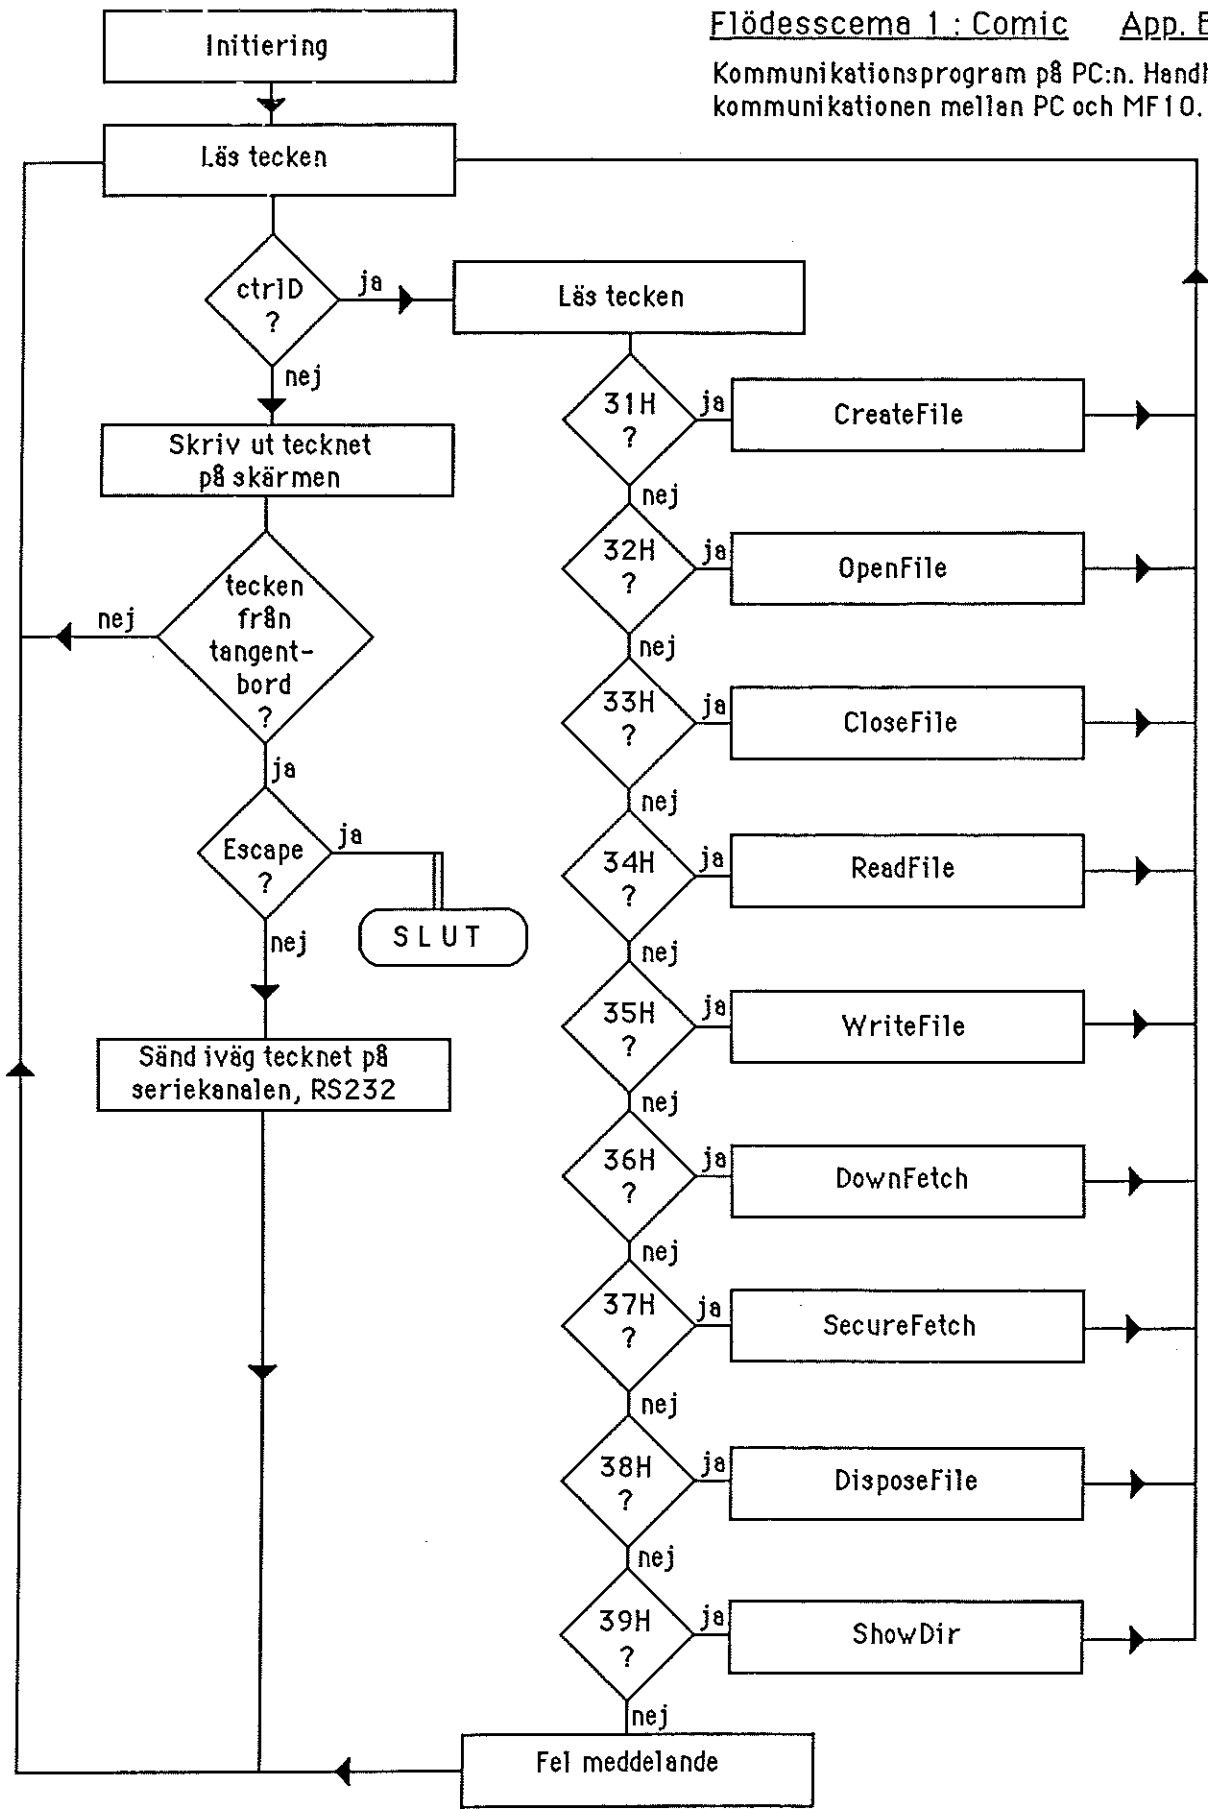 Flödesscema 1 : Comic App.
Kommunikationsprogram på PC:n.
kommunikationen mellan PC och MF10.
Initiering
Läs tecken
ctrlD
?
ja
nej
Läs tecken
Skriv ut tecknet
på skärmen
tecken
från
tangent-
bord
?
nej
ja
Escape
?
ja
nej
SLUT
Sänd iväg tecknet på
seriekanalen, RS232
31H
?
ja
CreateFile
nej
32H
?
ja
OpenFile
nej
33H
?
ja
CloseFile
nej
34H
?
ja
ReadFile
nej
35H
?
ja
WriteFile
nej
36H
?
ja
DownFetch
nej
37H
?
ja
SecureFetch
nej
38H
?
ja
DisposeFile
nej
39H
?
ja
ShowDir
nej
Fel meddelande